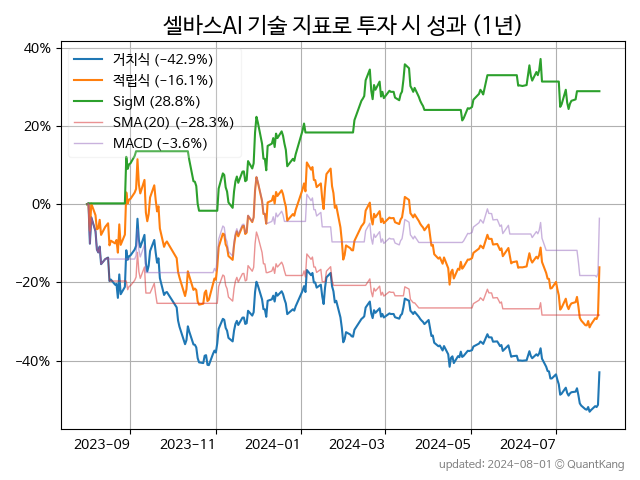 셀바스AI 기술 지표로 투자 시 성과 (1년)
거치식 (−42.9%)
적립식 (−16.1%)
SigM (28.8%)
SMA(20) (−28.3%)
MACD (−3.6%)
40%
20%
0%
−20%
−40%
2023−09
2023−11
2024−01
2024−03
2024−05
2024−07
updated: 2024-08-01 © QuantKang